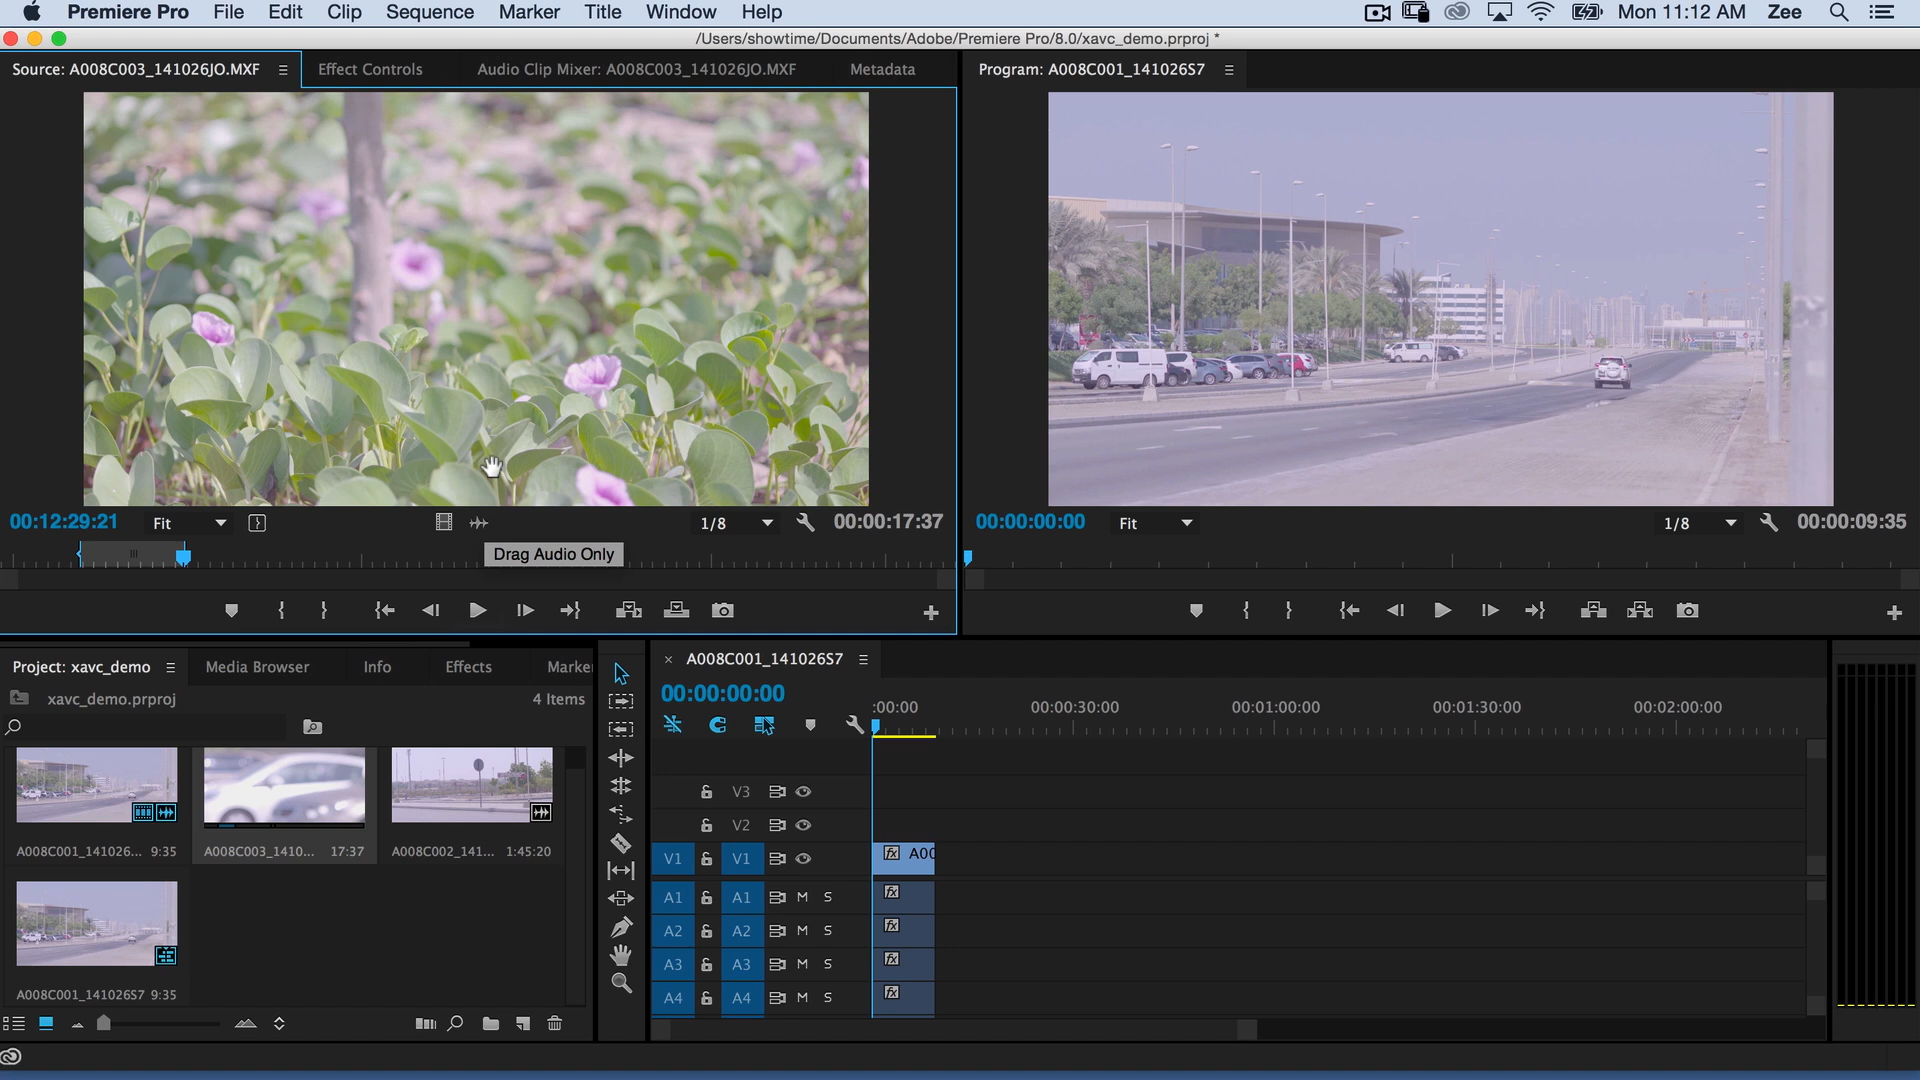 Premiere Pro File Edit Clip Sequence Marker Title Window Help Mon 11:12 AM Zee
/Users/showtime/Documents/Adobe/Premiere Pro/8.0/xavc_demo.prproj *
Source: A008C003_141026JO.MXF Effect Controls Audio Clip Mixer: A008C003_141026JO.MXF Metadata
Program: A008C001_141026S7
00:12:29:21 Fit 1/8 00:00:17:37
00:00:00:00 Fit 1/8 00:00:09:35
Drag Audio Only
Project: xavc_demo Media Browser Info Effects Marke
xavc_demo.prproj 4 Items
A008C001_141026... 9:35
A008C003_1410... 17:37
A008C002_141... 1:45:20
A008C001_141026S7 9:35
× A008C001_141026S7
00:00:00:00
:00:00 00:00:30:00 00:01:00:00 00:01:30:00 00:02:00:00
V3
V2
V1 V1 fx A00
A1 A1 M S fx
A2 A2 M S fx
A3 A3 M S fx
A4 A4 M S fx